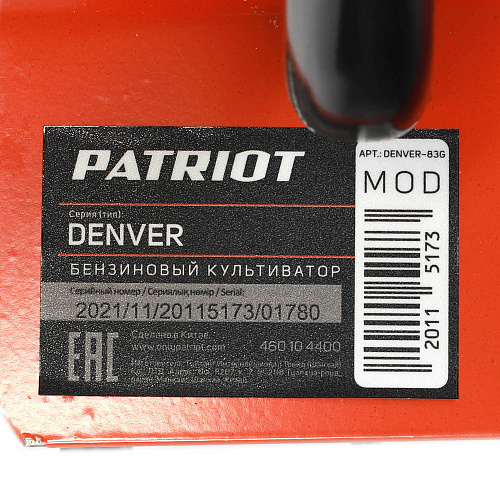 PATRIOT
Серия (тип)
DENVER
БЕНЗИНОВЫЙ КУЛЬТИВАТОР
Серийный номер / Сериялық нөмір / Serial:
2021/11/20115173/01780
EAC
Сделано в Китае
www.onlypatriot.com
460 10 4400
АРТ.: DENVER-83G
MOD
2011 5173